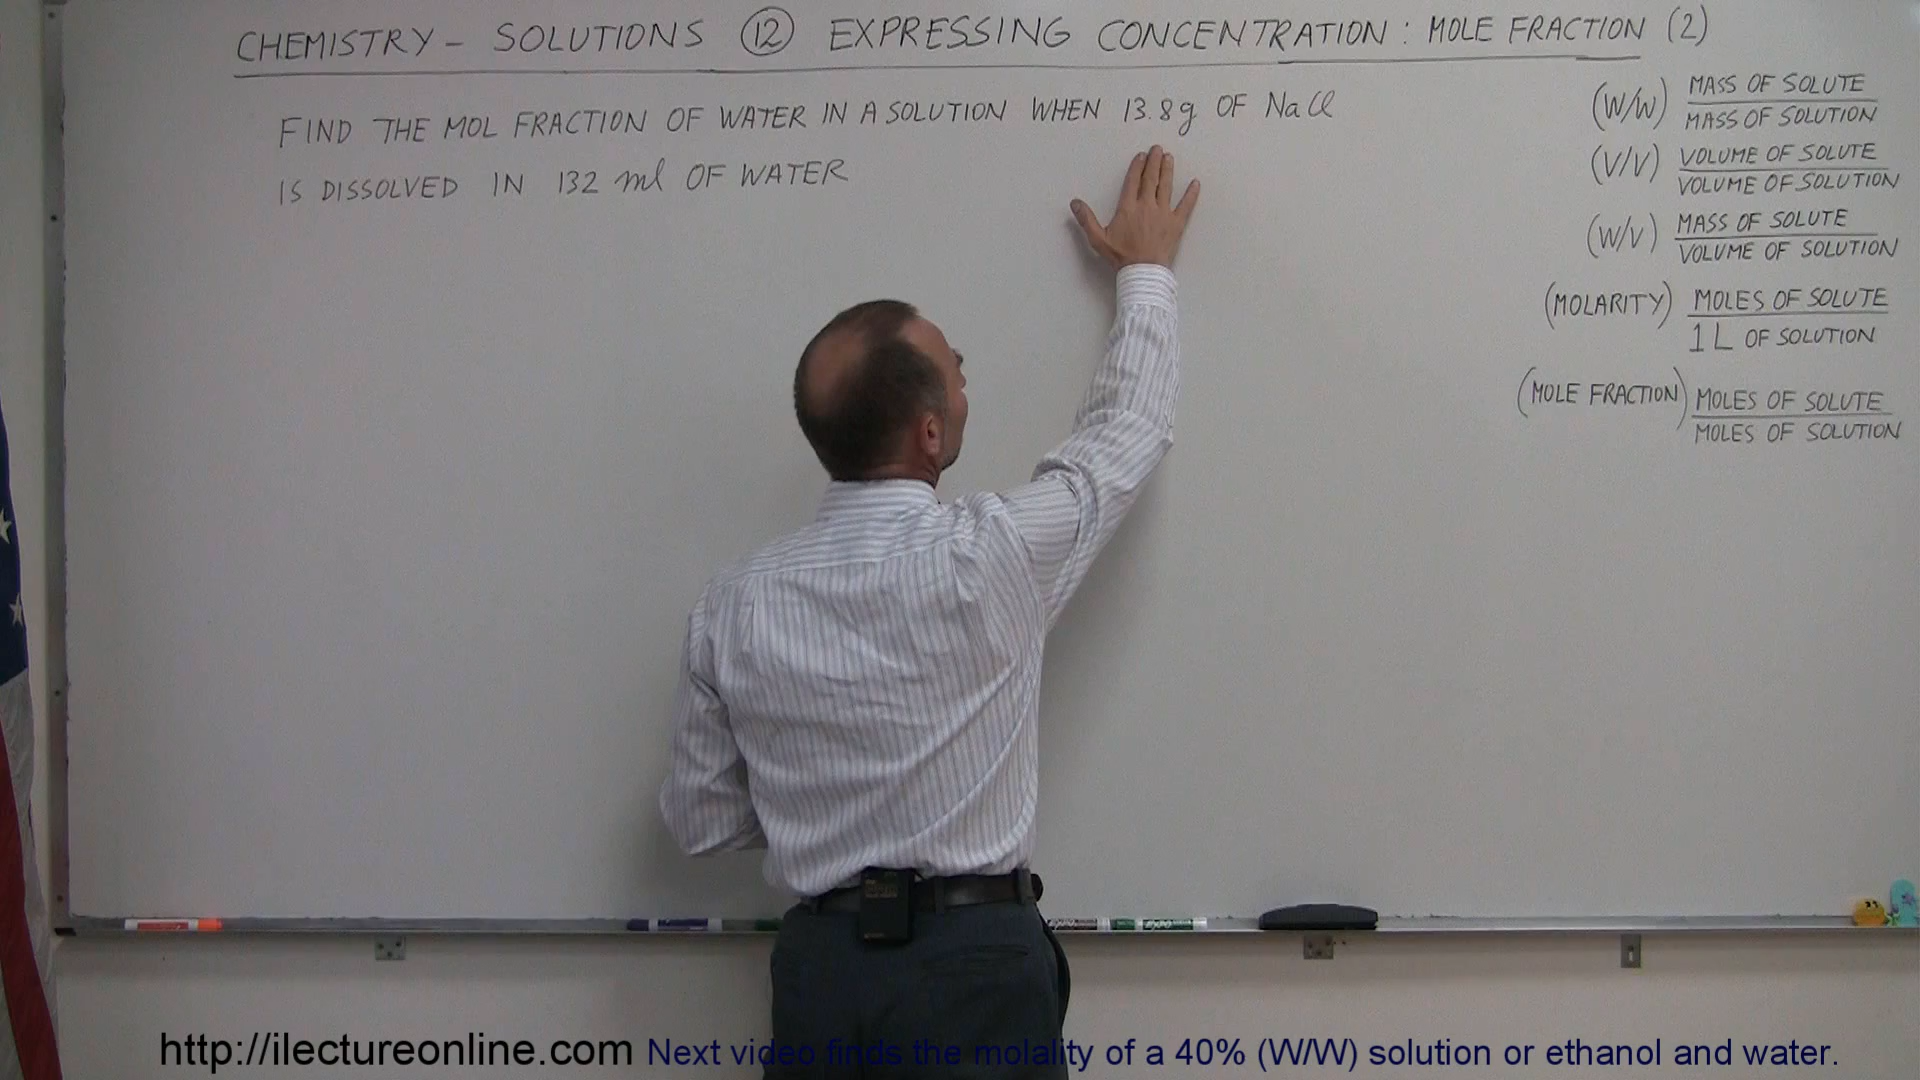 CHEMISTRY - SOLUTIONS 12 EXPRESSING CONCENTRATION: MOLE FRACTION (2)
FIND THE MOL FRACTION OF WATER IN A SOLUTION WHEN 13.8g OF NaCl
IS DISSOLVED IN 132 ml OF WATER
(W/W) MASS OF SOLUTE
MASS OF SOLUTION
(V/V) VOLUME OF SOLUTE
VOLUME OF SOLUTION
(W/V) MASS OF SOLUTE
VOLUME OF SOLUTION
(MOLARITY) MOLES OF SOLUTE
1 L OF SOLUTION
(MOLE FRACTION) MOLES OF SOLUTE
MOLES OF SOLUTION
EXPO EXPO
http://ilectureonline.com Next video finds the molality of a 40% (W/W) solution or ethanol and water.